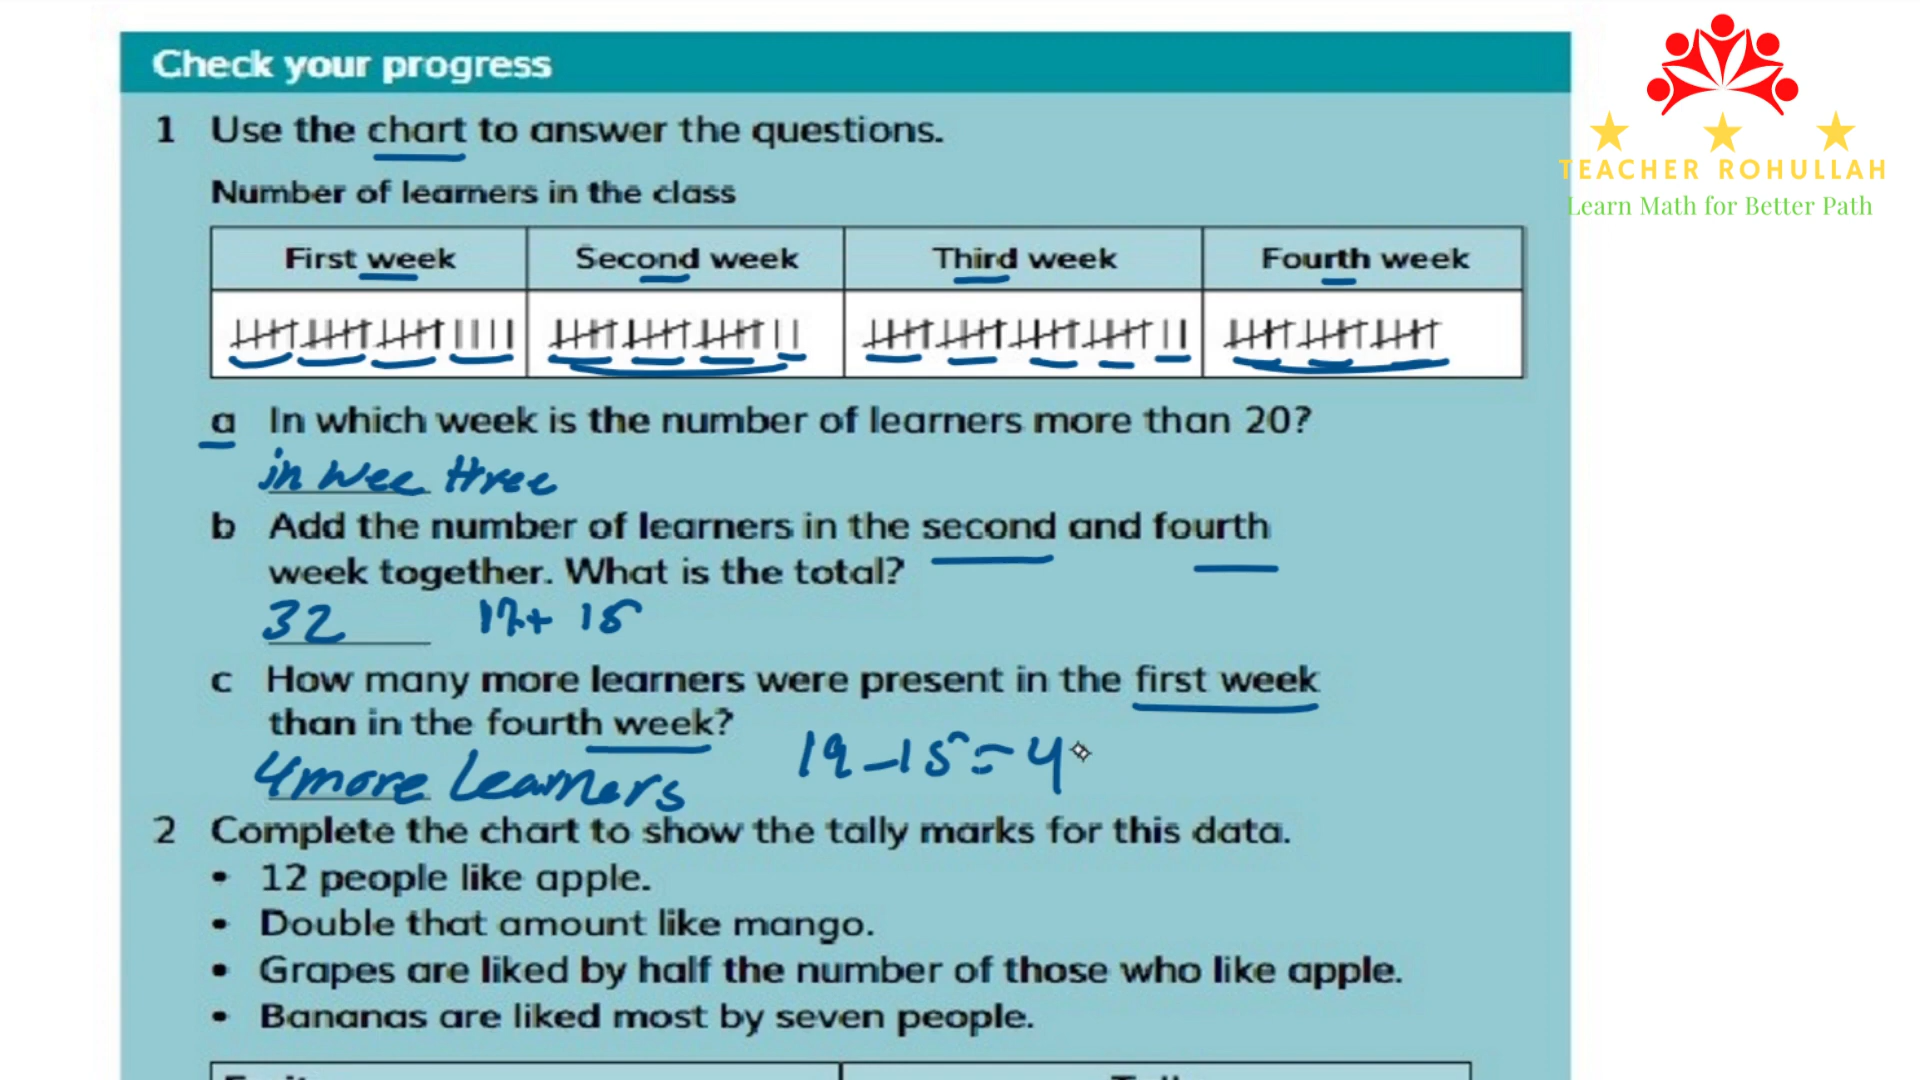 Check your progress
TEACHER ROHULLAH
Learn Math for Better Path
1 Use the chart to answer the questions.
Number of learners in the class
First week Second week Third week Fourth week
a In which week is the number of learners more than 20?
in wee three
b Add the number of learners in the second and fourth
week together. What is the total?
32 17+ 15
c How many more learners were present in the first week
than in the fourth week?
19-15=4
4 more learners
2 Complete the chart to show the tally marks for this data.
• 12 people like apple.
• Double that amount like mango.
• Grapes are liked by half the number of those who like apple.
• Bananas are liked most by seven people.